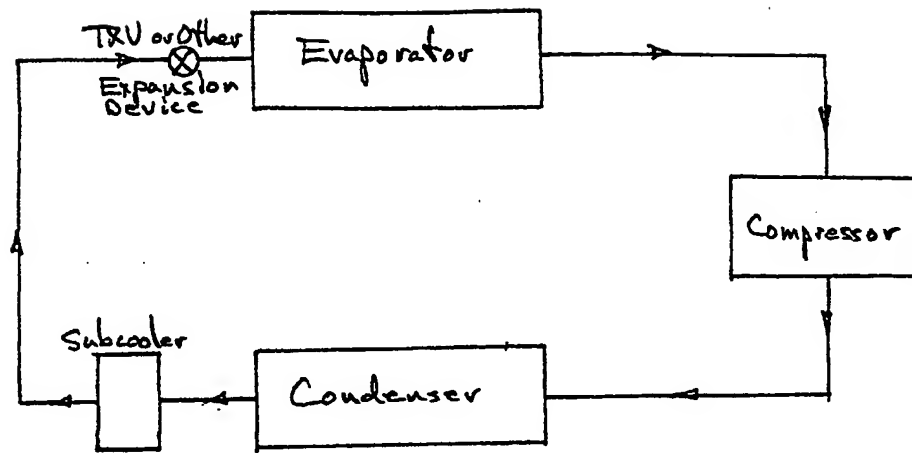 TXV or Other
Expansion
Device
Evaporator
Compressor
Subcooler
Condenser